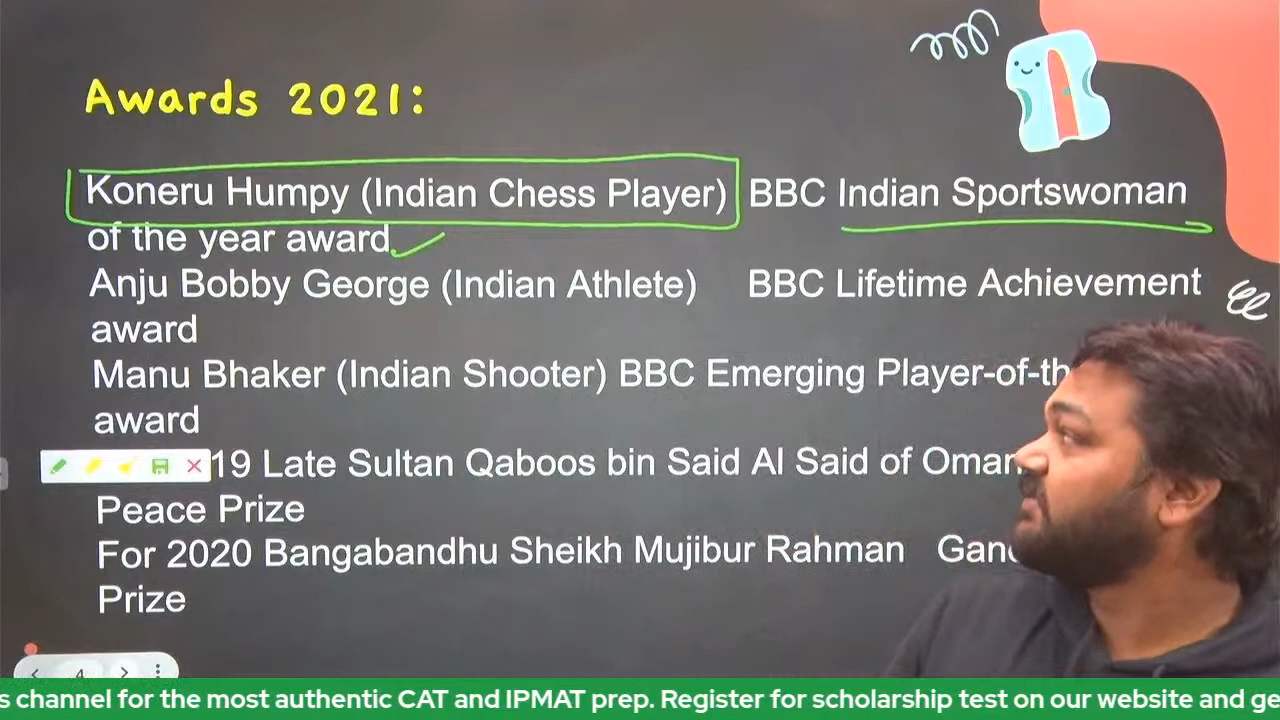 Awards 2021:
Koneru Humpy (Indian Chess Player) BBC Indian Sportswoman
of the year award
Anju Bobby George (Indian Athlete) BBC Lifetime Achievement
award
Manu Bhaker (Indian Shooter) BBC Emerging Player-of-th
award
19 Late Sultan Qaboos bin Said Al Said of Oman
Peace Prize
For 2020 Bangabandhu Sheikh Mujibur Rahman Gan
Prize
4
s channel for the most authentic CAT and IPMAT prep. Register for scholarship test on our website and ge